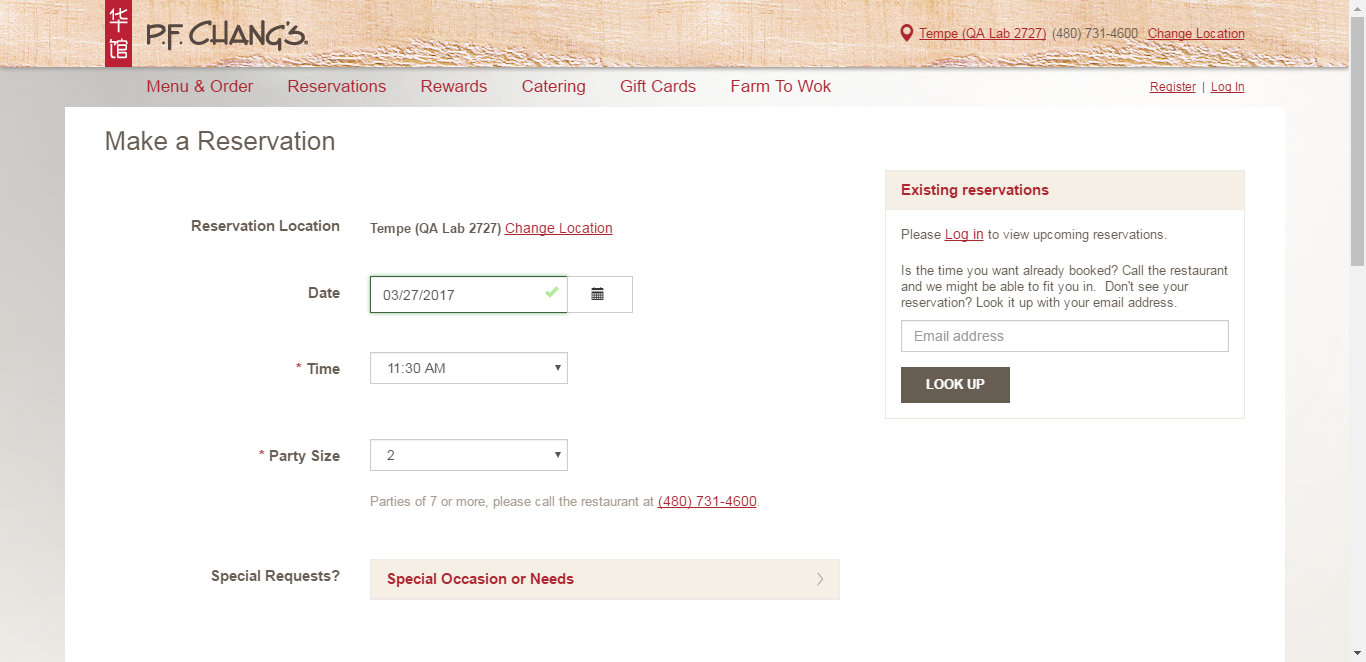 华馆
P.F. CHANG'S.
Tempe (QA Lab 2727) (480) 731-4600 Change Location
Menu & Order Reservations Rewards Catering Gift Cards Farm To Wok
Register | Log In
Make a Reservation
Reservation Location Tempe (QA Lab 2727) Change Location
Date 03/27/2017
* Time 11:30 AM
* Party Size 2
Parties of 7 or more, please call the restaurant at (480) 731-4600.
Special Requests? Special Occasion or Needs
Existing reservations
Please Log in to view upcoming reservations.
Is the time you want already booked? Call the restaurant
and we might be able to fit you in. Don't see your
reservation? Look it up with your email address.
Email address
LOOK UP